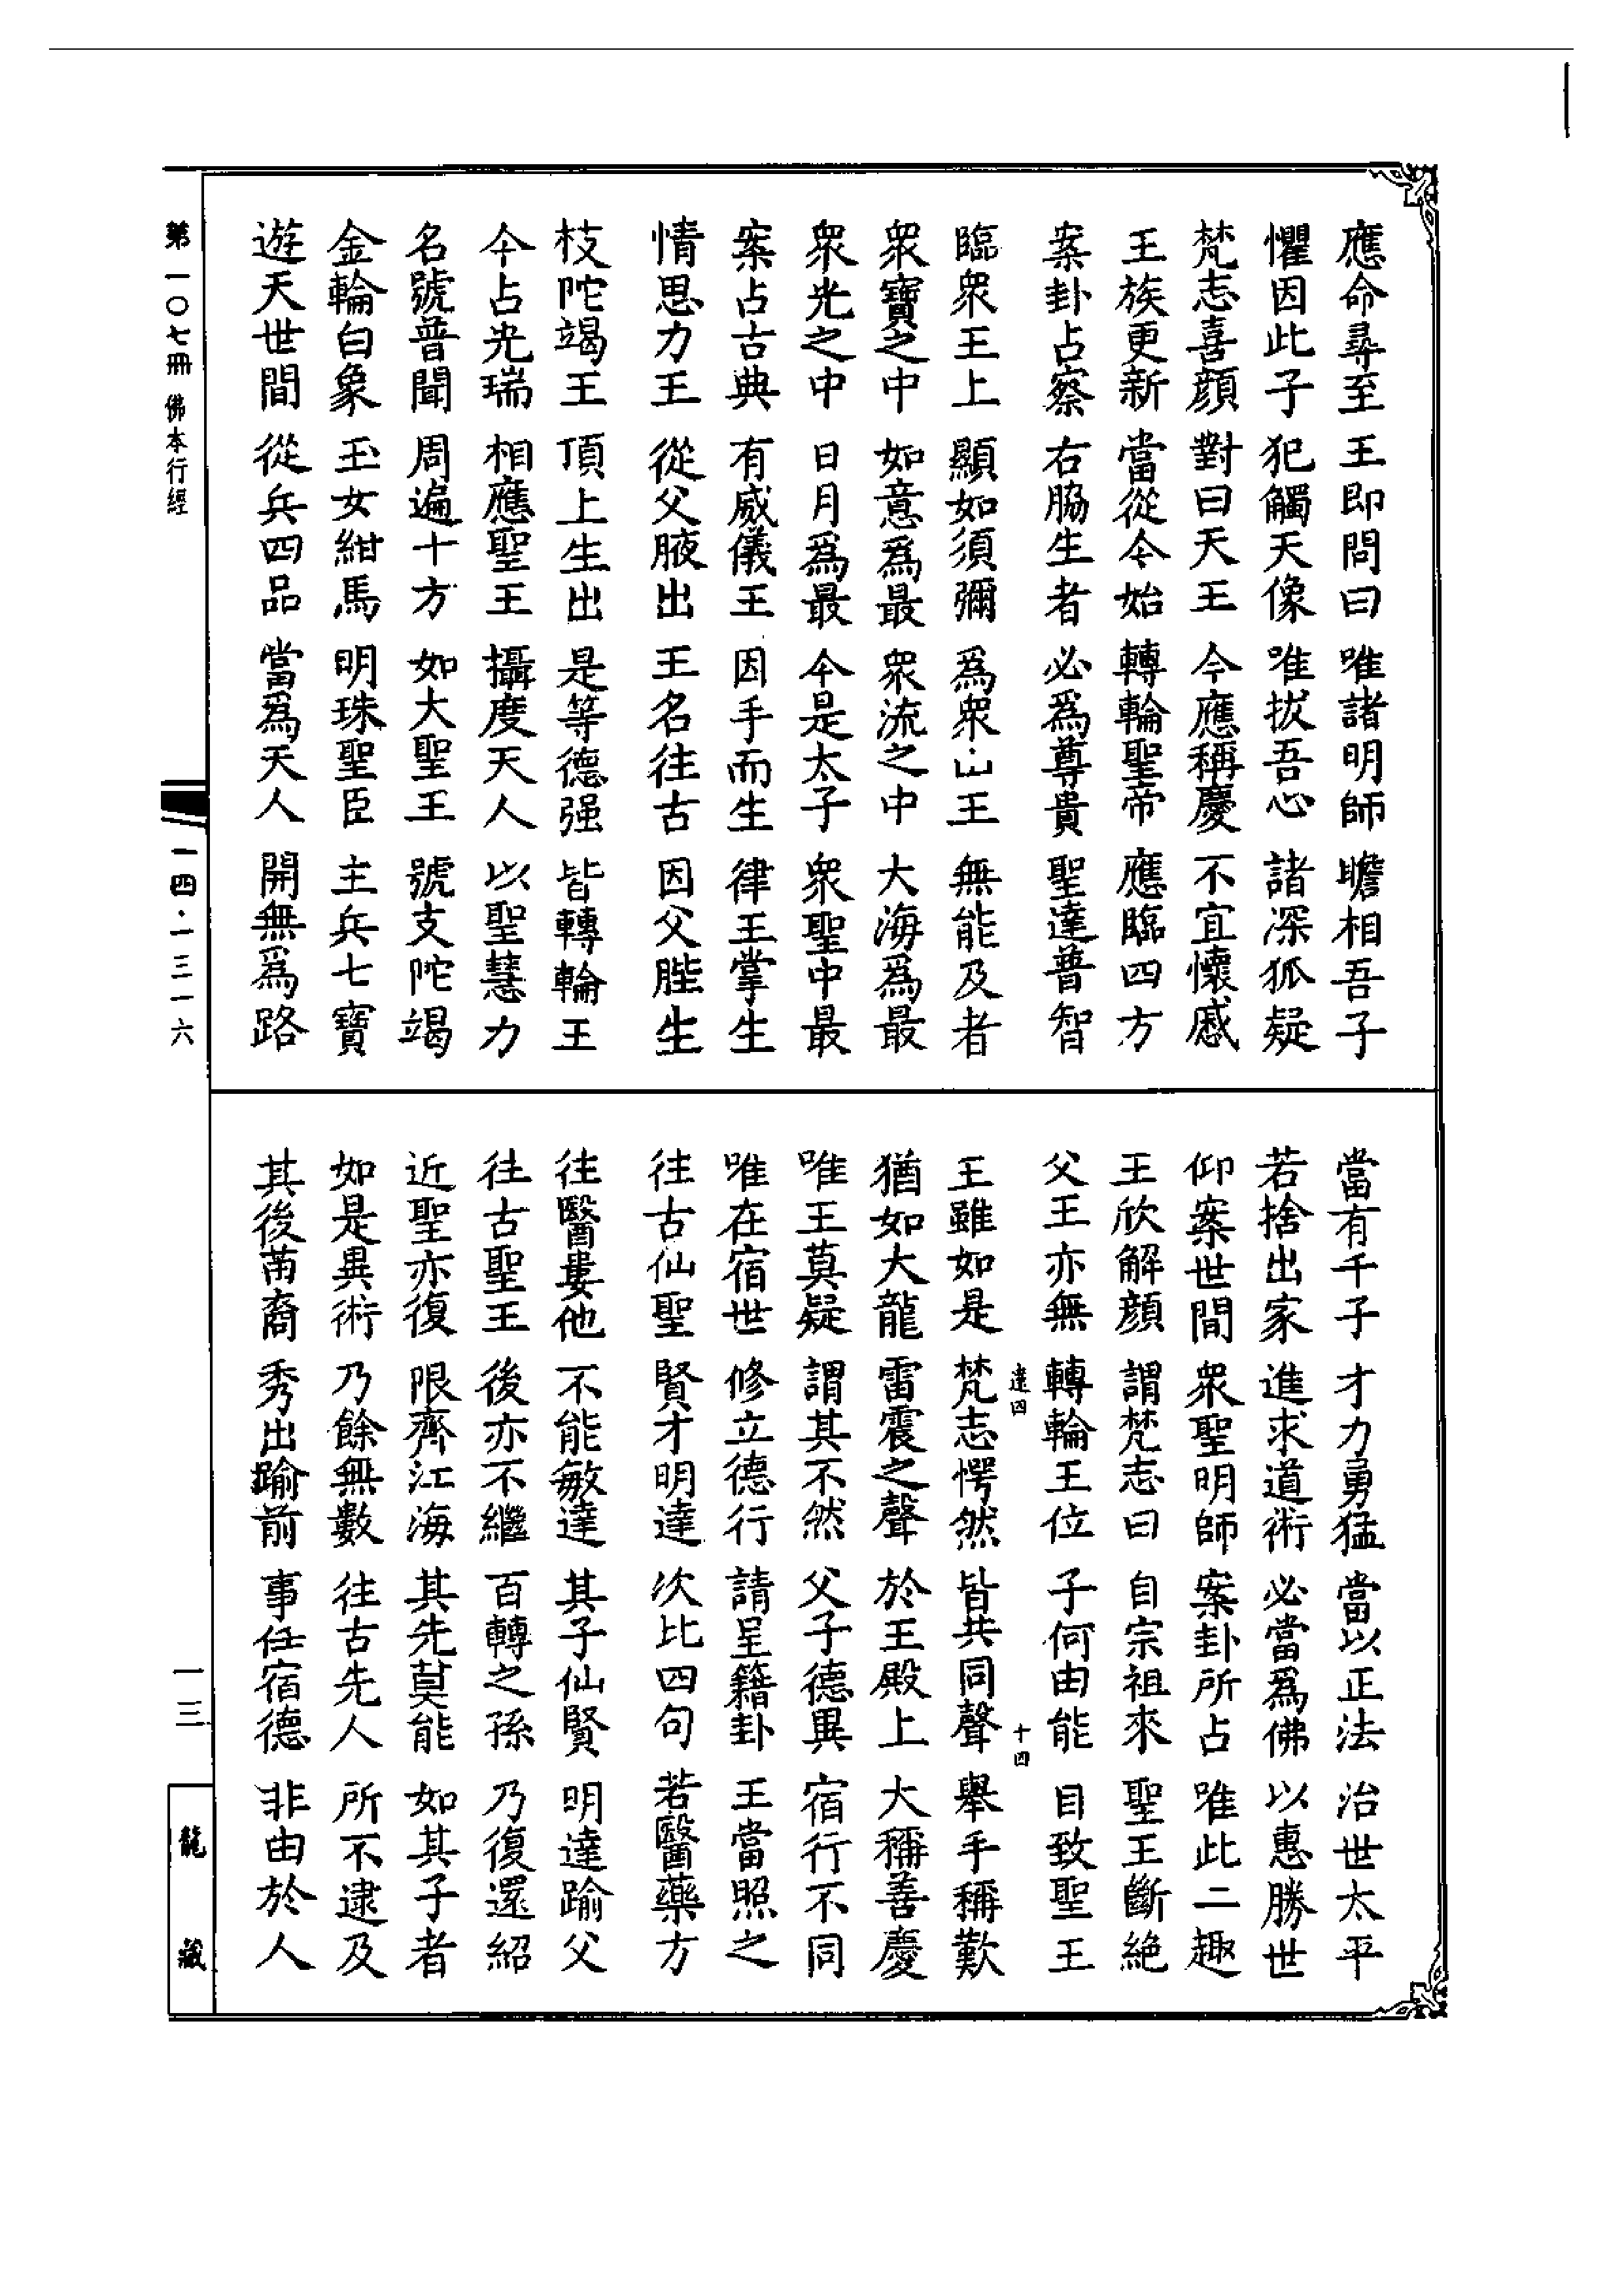 應命尋至　王即問曰　唯諸明師　瞻相吾子
懼因此子　犯觸天像　唯拔吾心　諸深狐疑
梵志喜顏　對曰天王　今應稱慶　不宜懷慼
王族更新　當從今始　轉輪聖帝　應臨四方
案卦占察　右脇生者　必為尊貴　聖達普智
臨眾王上　顯如須彌　為眾山王　無能及者
眾寶之中　如意為最　眾流之中　大海為最
眾光之中　日月為最　今是太子　眾聖中最
案占古典　有威儀王　因手而生　律王掌生
情思力王　從父腋出　王名往古　因父䏶生
枝陀竭王　頂上生出　是等德强　皆轉輪王
今占光瑞　相應聖王　攝度天人　以聖慧力
名號普聞　周遍十方　如大聖王　號支陀竭
金輪白象　玉女紺馬　明珠聖臣　主兵七寶
遊天世間　從兵四品　當為天人　開無為路
當有千子　才力勇猛　當以正法　治世太平
若捨出家　進求道術　必當為佛　以惠勝世
仰案世間　眾聖明師　案卦所占　唯此二趣
王欣解顏　謂梵志曰　自宗祖來　聖王斷絕
父王亦無　轉輪王位　子何由能　自致聖王
達四　十四
王雖如是　梵志愕然　皆共同聲　舉手稱歎
猶如大龍　雷震之聲　於王殿上　大稱善慶
唯王莫疑　謂其不然　父子德異　宿行不同
唯在宿世　修立德行　請呈籍卦　王當照之
往古仙聖　賢才明達　次比四句　若醫藥方
往醫婁他　不能敏達　其子仙賢　明達踰父
往古聖王　後亦不繼　百轉之孫　乃復還紹
近聖亦復　限齊江海　其先莫能　如其子者
如是異術　乃餘無數　往古先人　所不逮及
其後苗裔　秀出踰前　事任宿德　非由於人
第一〇七冊　佛本行經
一四·一三一六
一三
龍藏